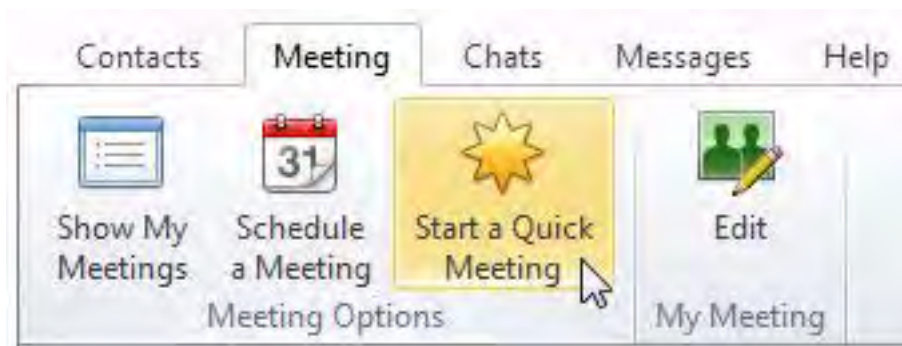 Contacts Meeting Chats Messages Help
31
Show My
Meetings
Schedule
a Meeting
Start a Quick
Meeting
Edit
Meeting Options
My Meeting